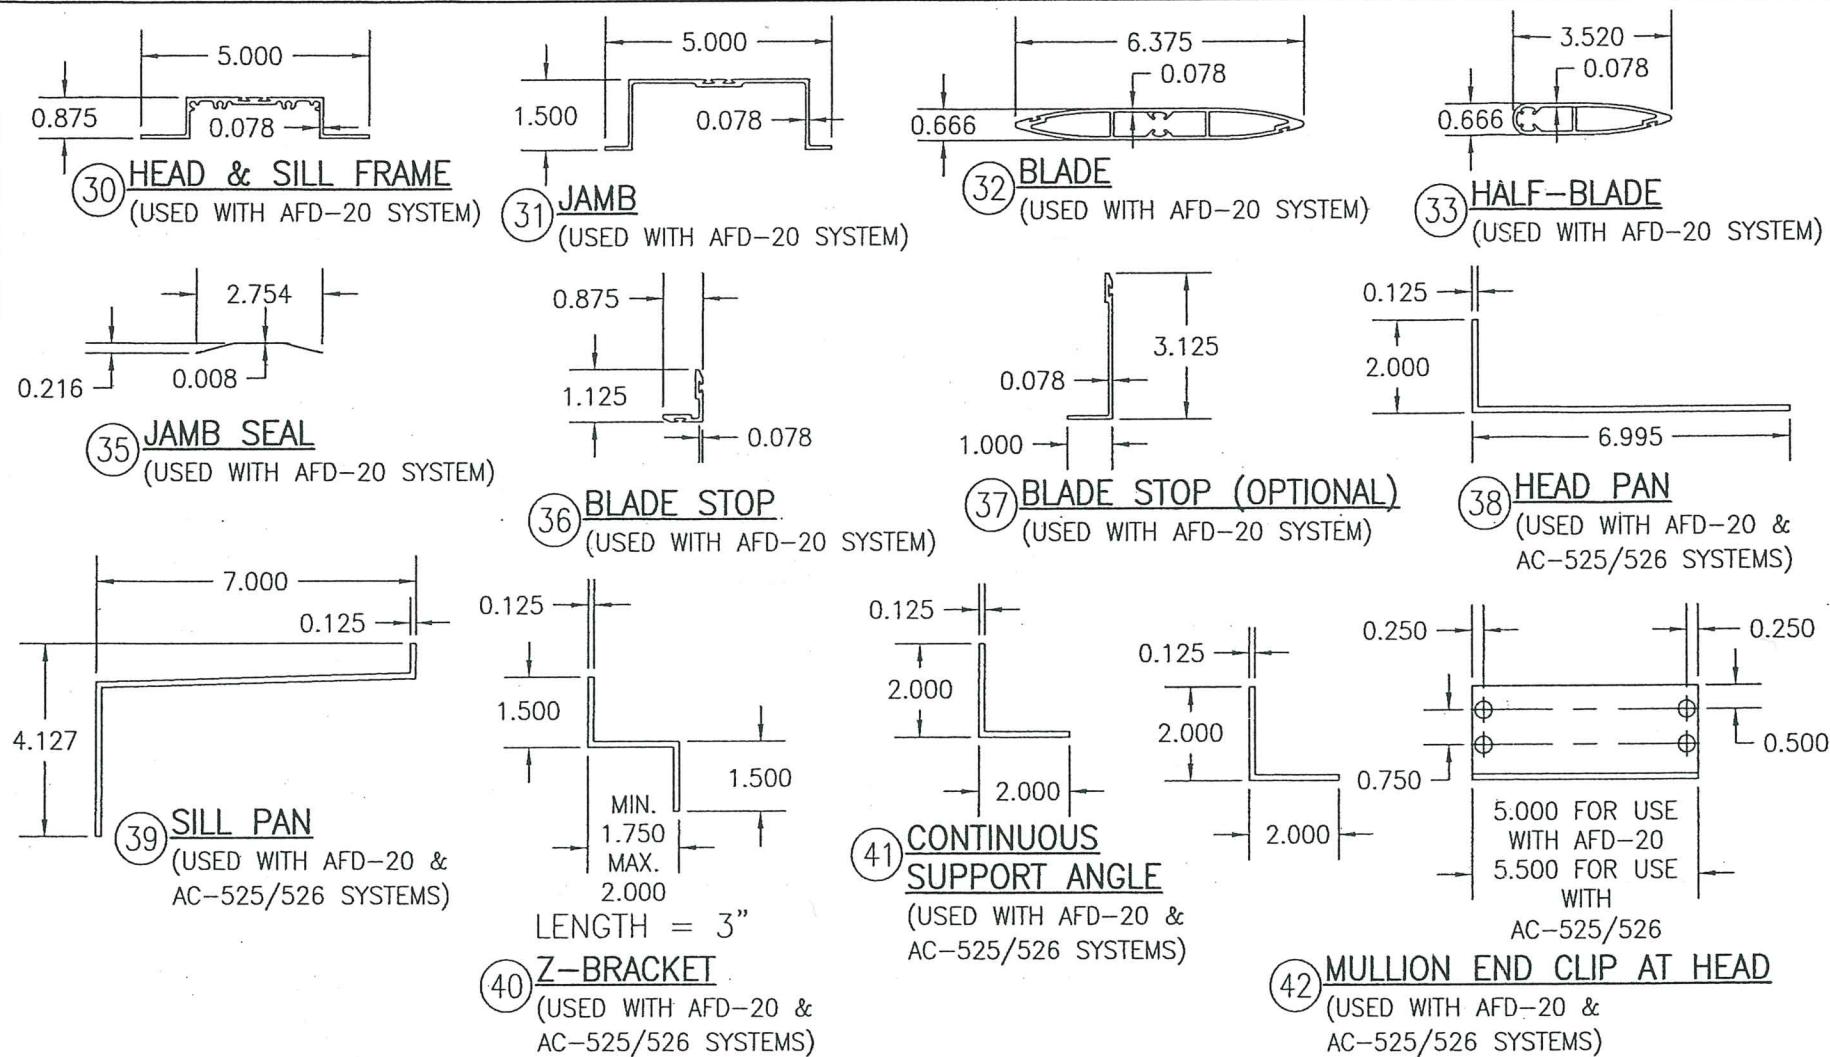 5.000
0.875
0.078
30 HEAD & SILL FRAME
(USED WITH AFD-20 SYSTEM)
5.000
1.500
0.078
31 JAMB
(USED WITH AFD-20 SYSTEM)
6.375
0.078
0.666
32 BLADE
(USED WITH AFD-20 SYSTEM)
3.520
0.078
0.666
33 HALF-BLADE
(USED WITH AFD-20 SYSTEM)
2.754
0.216
0.008
35 JAMB SEAL
(USED WITH AFD-20 SYSTEM)
0.875
1.125
0.078
36 BLADE STOP
(USED WITH AFD-20 SYSTEM)
3.125
0.078
1.000
37 BLADE STOP (OPTIONAL)
(USED WITH AFD-20 SYSTEM)
0.125
2.000
6.995
38 HEAD PAN
(USED WITH AFD-20 &
AC-525/526 SYSTEMS)
7.000
0.125
4.127
39 SILL PAN
(USED WITH AFD-20 &
AC-525/526 SYSTEMS)
0.125
1.500
1.500
MIN.
1.750
MAX.
2.000
LENGTH = 3"
40 Z-BRACKET
(USED WITH AFD-20 &
AC-525/526 SYSTEMS)
0.125
2.000
2.000
41 CONTINUOUS
SUPPORT ANGLE
(USED WITH AFD-20 &
AC-525/526 SYSTEMS)
0.125
2.000
2.000
0.250
0.250
0.500
0.750
5.000 FOR USE
WITH AFD-20
5.500 FOR USE
WITH
AC-525/526
42 MULLION END CLIP AT HEAD
(USED WITH AFD-20 &
AC-525/526 SYSTEMS)